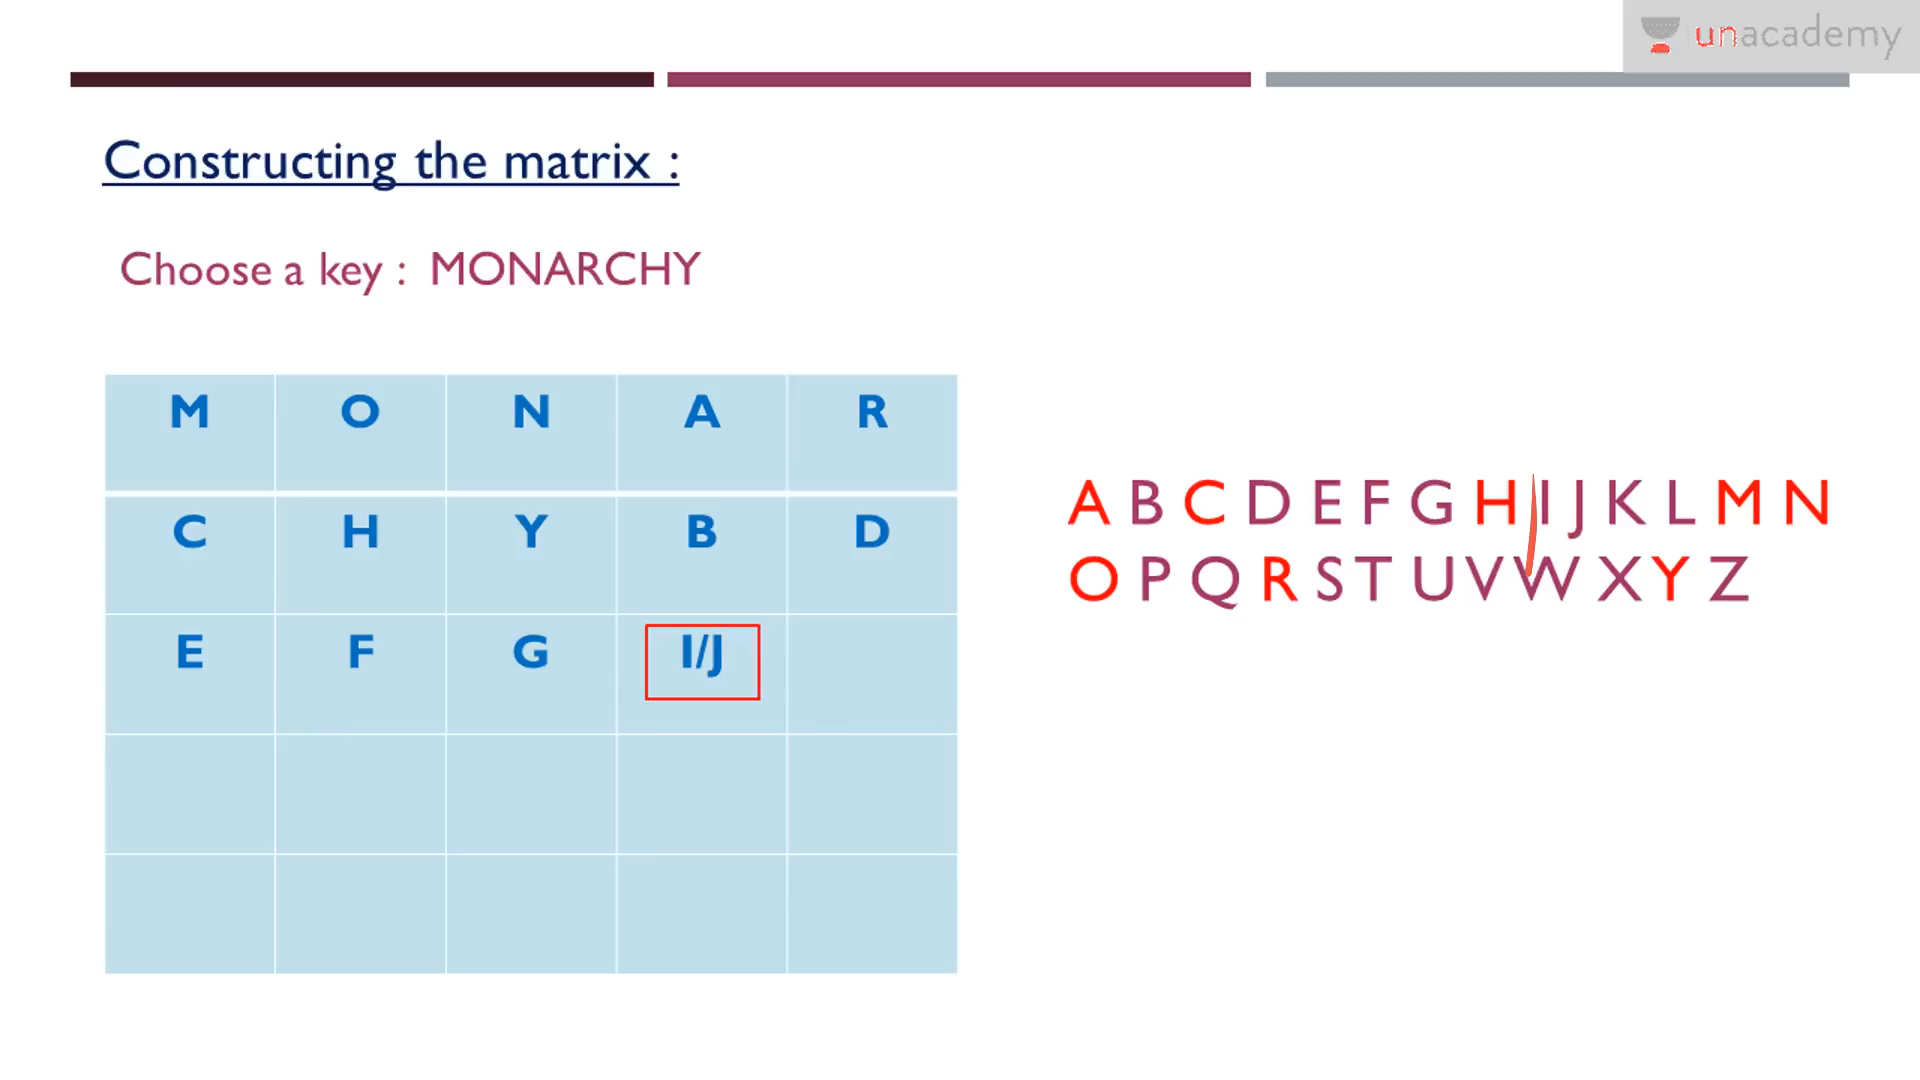 unacademy
Constructing the matrix :
Choose a key : MONARCHY
M O N A R
C H Y B D
E F G I/J
A B C D E F G H I J K L M N
O P Q R S T U V W X Y Z